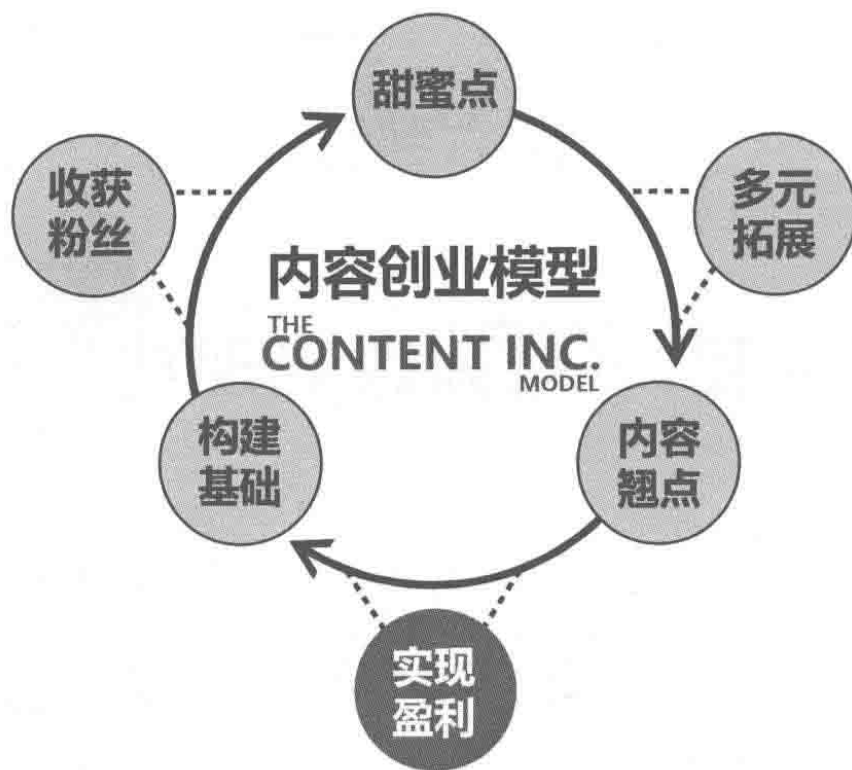 甜蜜点
收获
粉丝
多元
拓展
内容创业模型
THE
CONTENT INC.
MODEL
构建
基础
内容
翘点
实现
盈利